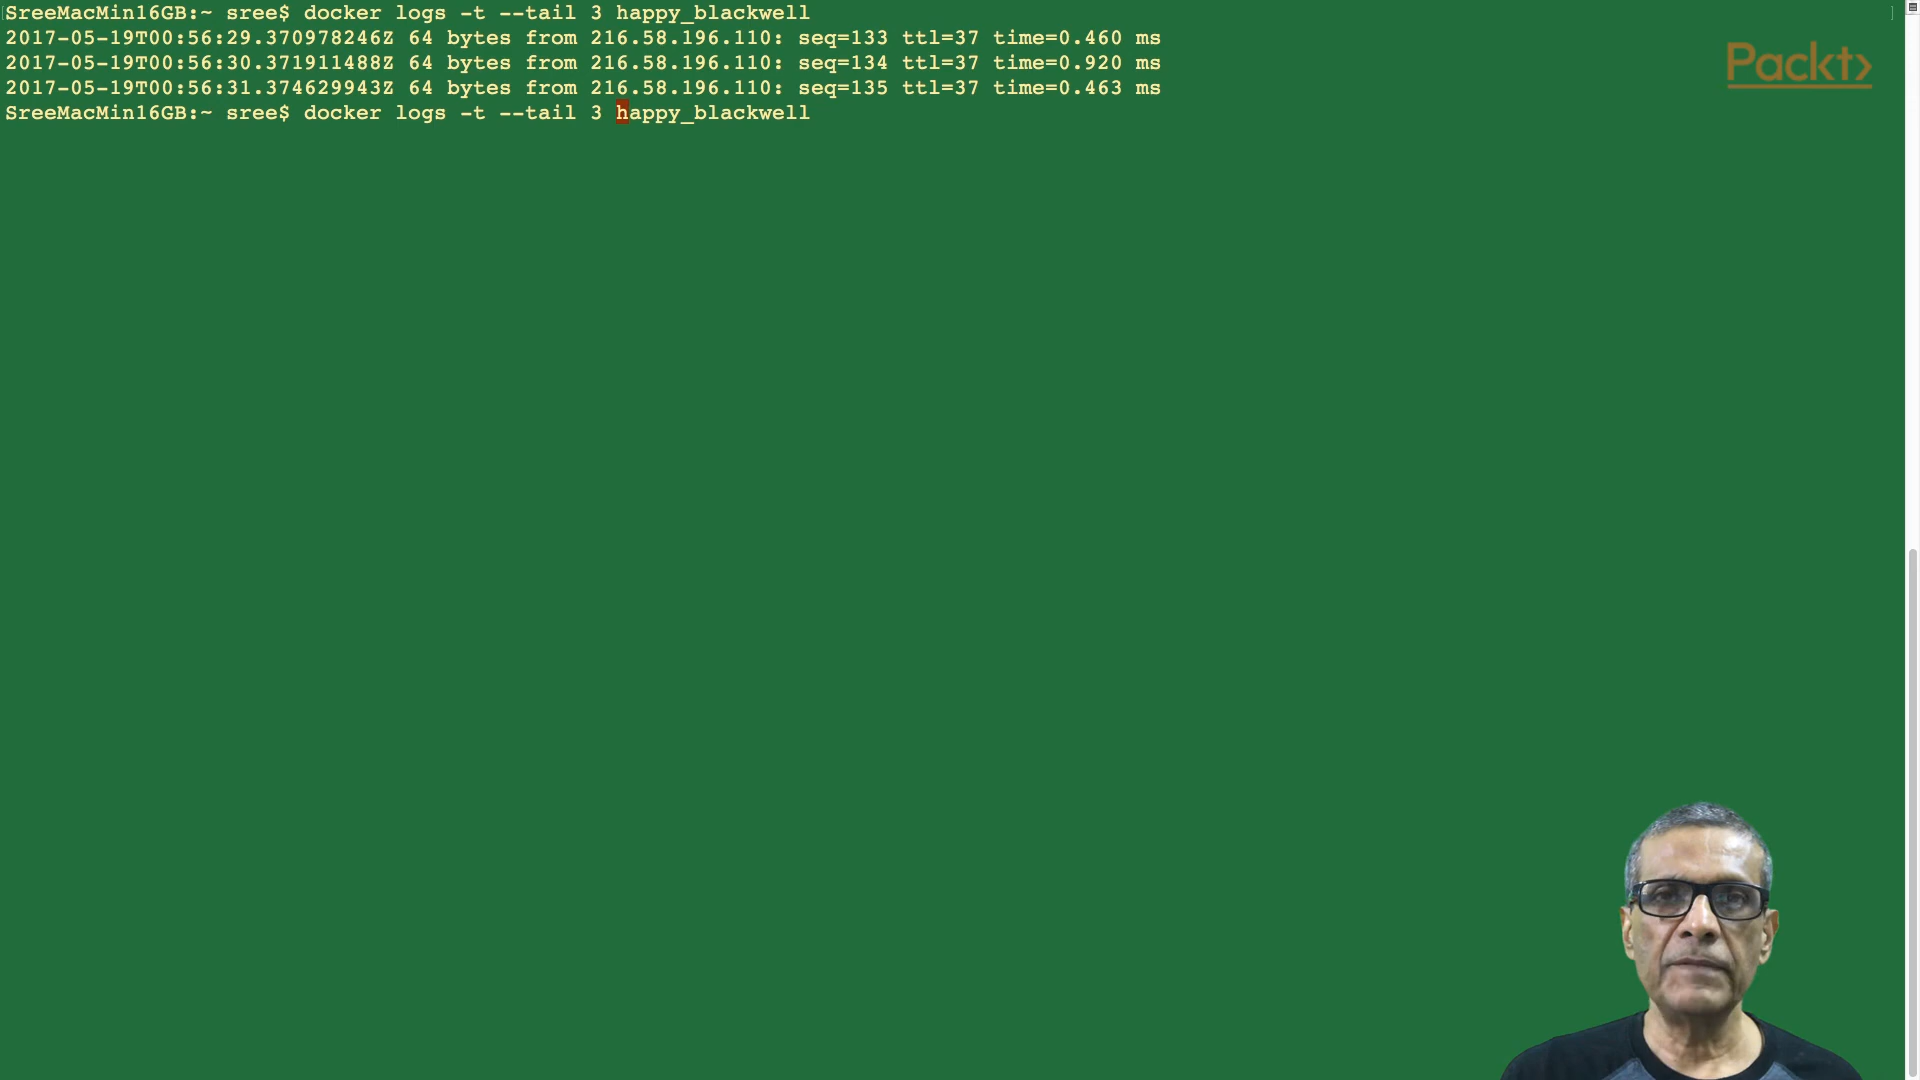 SreeMacMin16GB:~ sree$ docker logs -t --tail 3 happy_blackwell
2017-05-19T00:56:29.370978246Z 64 bytes from 216.58.196.110: seq=133 ttl=37 time=0.460 ms
2017-05-19T00:56:30.371911488Z 64 bytes from 216.58.196.110: seq=134 ttl=37 time=0.920 ms
2017-05-19T00:56:31.374629943Z 64 bytes from 216.58.196.110: seq=135 ttl=37 time=0.463 ms
SreeMacMin16GB:~ sree$ docker logs -t --tail 3 happy_blackwell
Packt>